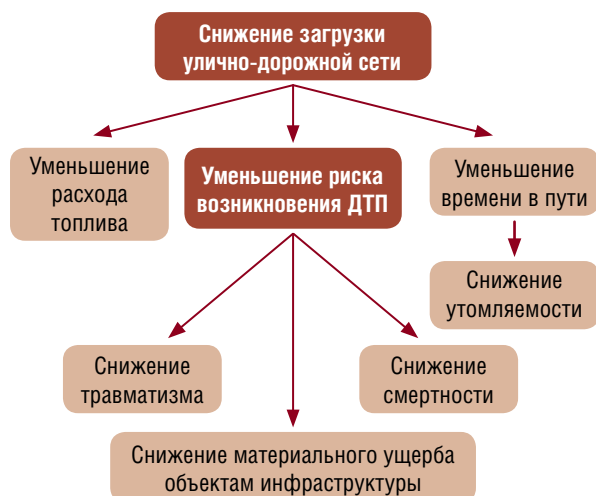 Снижение загрузки
улично-дорожной сети
Уменьшение
расхода
топлива
Уменьшение риска
возникновения ДТП
Уменьшение
времени в пути
Снижение
утомляемости
Снижение
травматизма
Снижение
смертности
Снижение материального ущерба
объектам инфраструктуры